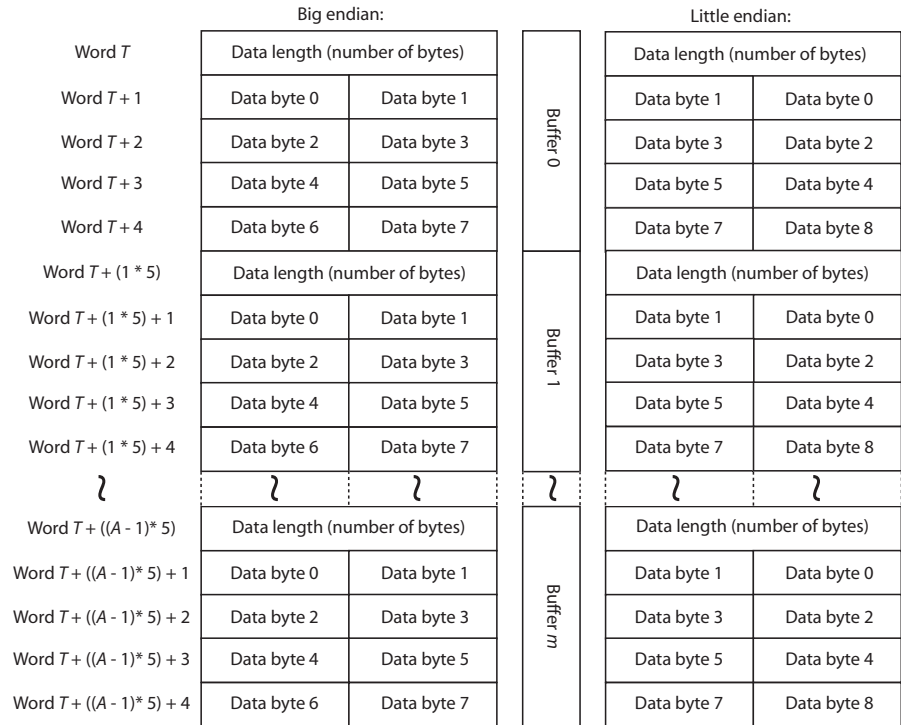 Big endian: Little endian:
Word T Data length (number of bytes) Data length (number of bytes)
Word T + 1 Data byte 0 Data byte 1 Data byte 1 Data byte 0
Word T + 2 Data byte 2 Data byte 3 Buffer 0 Data byte 3 Data byte 2
Word T + 3 Data byte 4 Data byte 5 Data byte 5 Data byte 4
Word T + 4 Data byte 6 Data byte 7 Data byte 7 Data byte 8
Word T + (1 * 5) Data length (number of bytes) Data length (number of bytes)
Word T + (1 * 5) + 1 Data byte 0 Data byte 1 Data byte 1 Data byte 0
Word T + (1 * 5) + 2 Data byte 2 Data byte 3 Buffer 1 Data byte 3 Data byte 2
Word T + (1 * 5) + 3 Data byte 4 Data byte 5 Data byte 5 Data byte 4
Word T + (1 * 5) + 4 Data byte 6 Data byte 7 Data byte 7 Data byte 8
Word T + ((A - 1)* 5) Data length (number of bytes) Data length (number of bytes)
Word T + ((A - 1)* 5) + 1 Data byte 0 Data byte 1 Data byte 1 Data byte 0
Word T + ((A - 1)* 5) + 2 Data byte 2 Data byte 3 Buffer m Data byte 3 Data byte 2
Word T + ((A - 1)* 5) + 3 Data byte 4 Data byte 5 Data byte 5 Data byte 4
Word T + ((A - 1)* 5) + 4 Data byte 6 Data byte 7 Data byte 7 Data byte 8